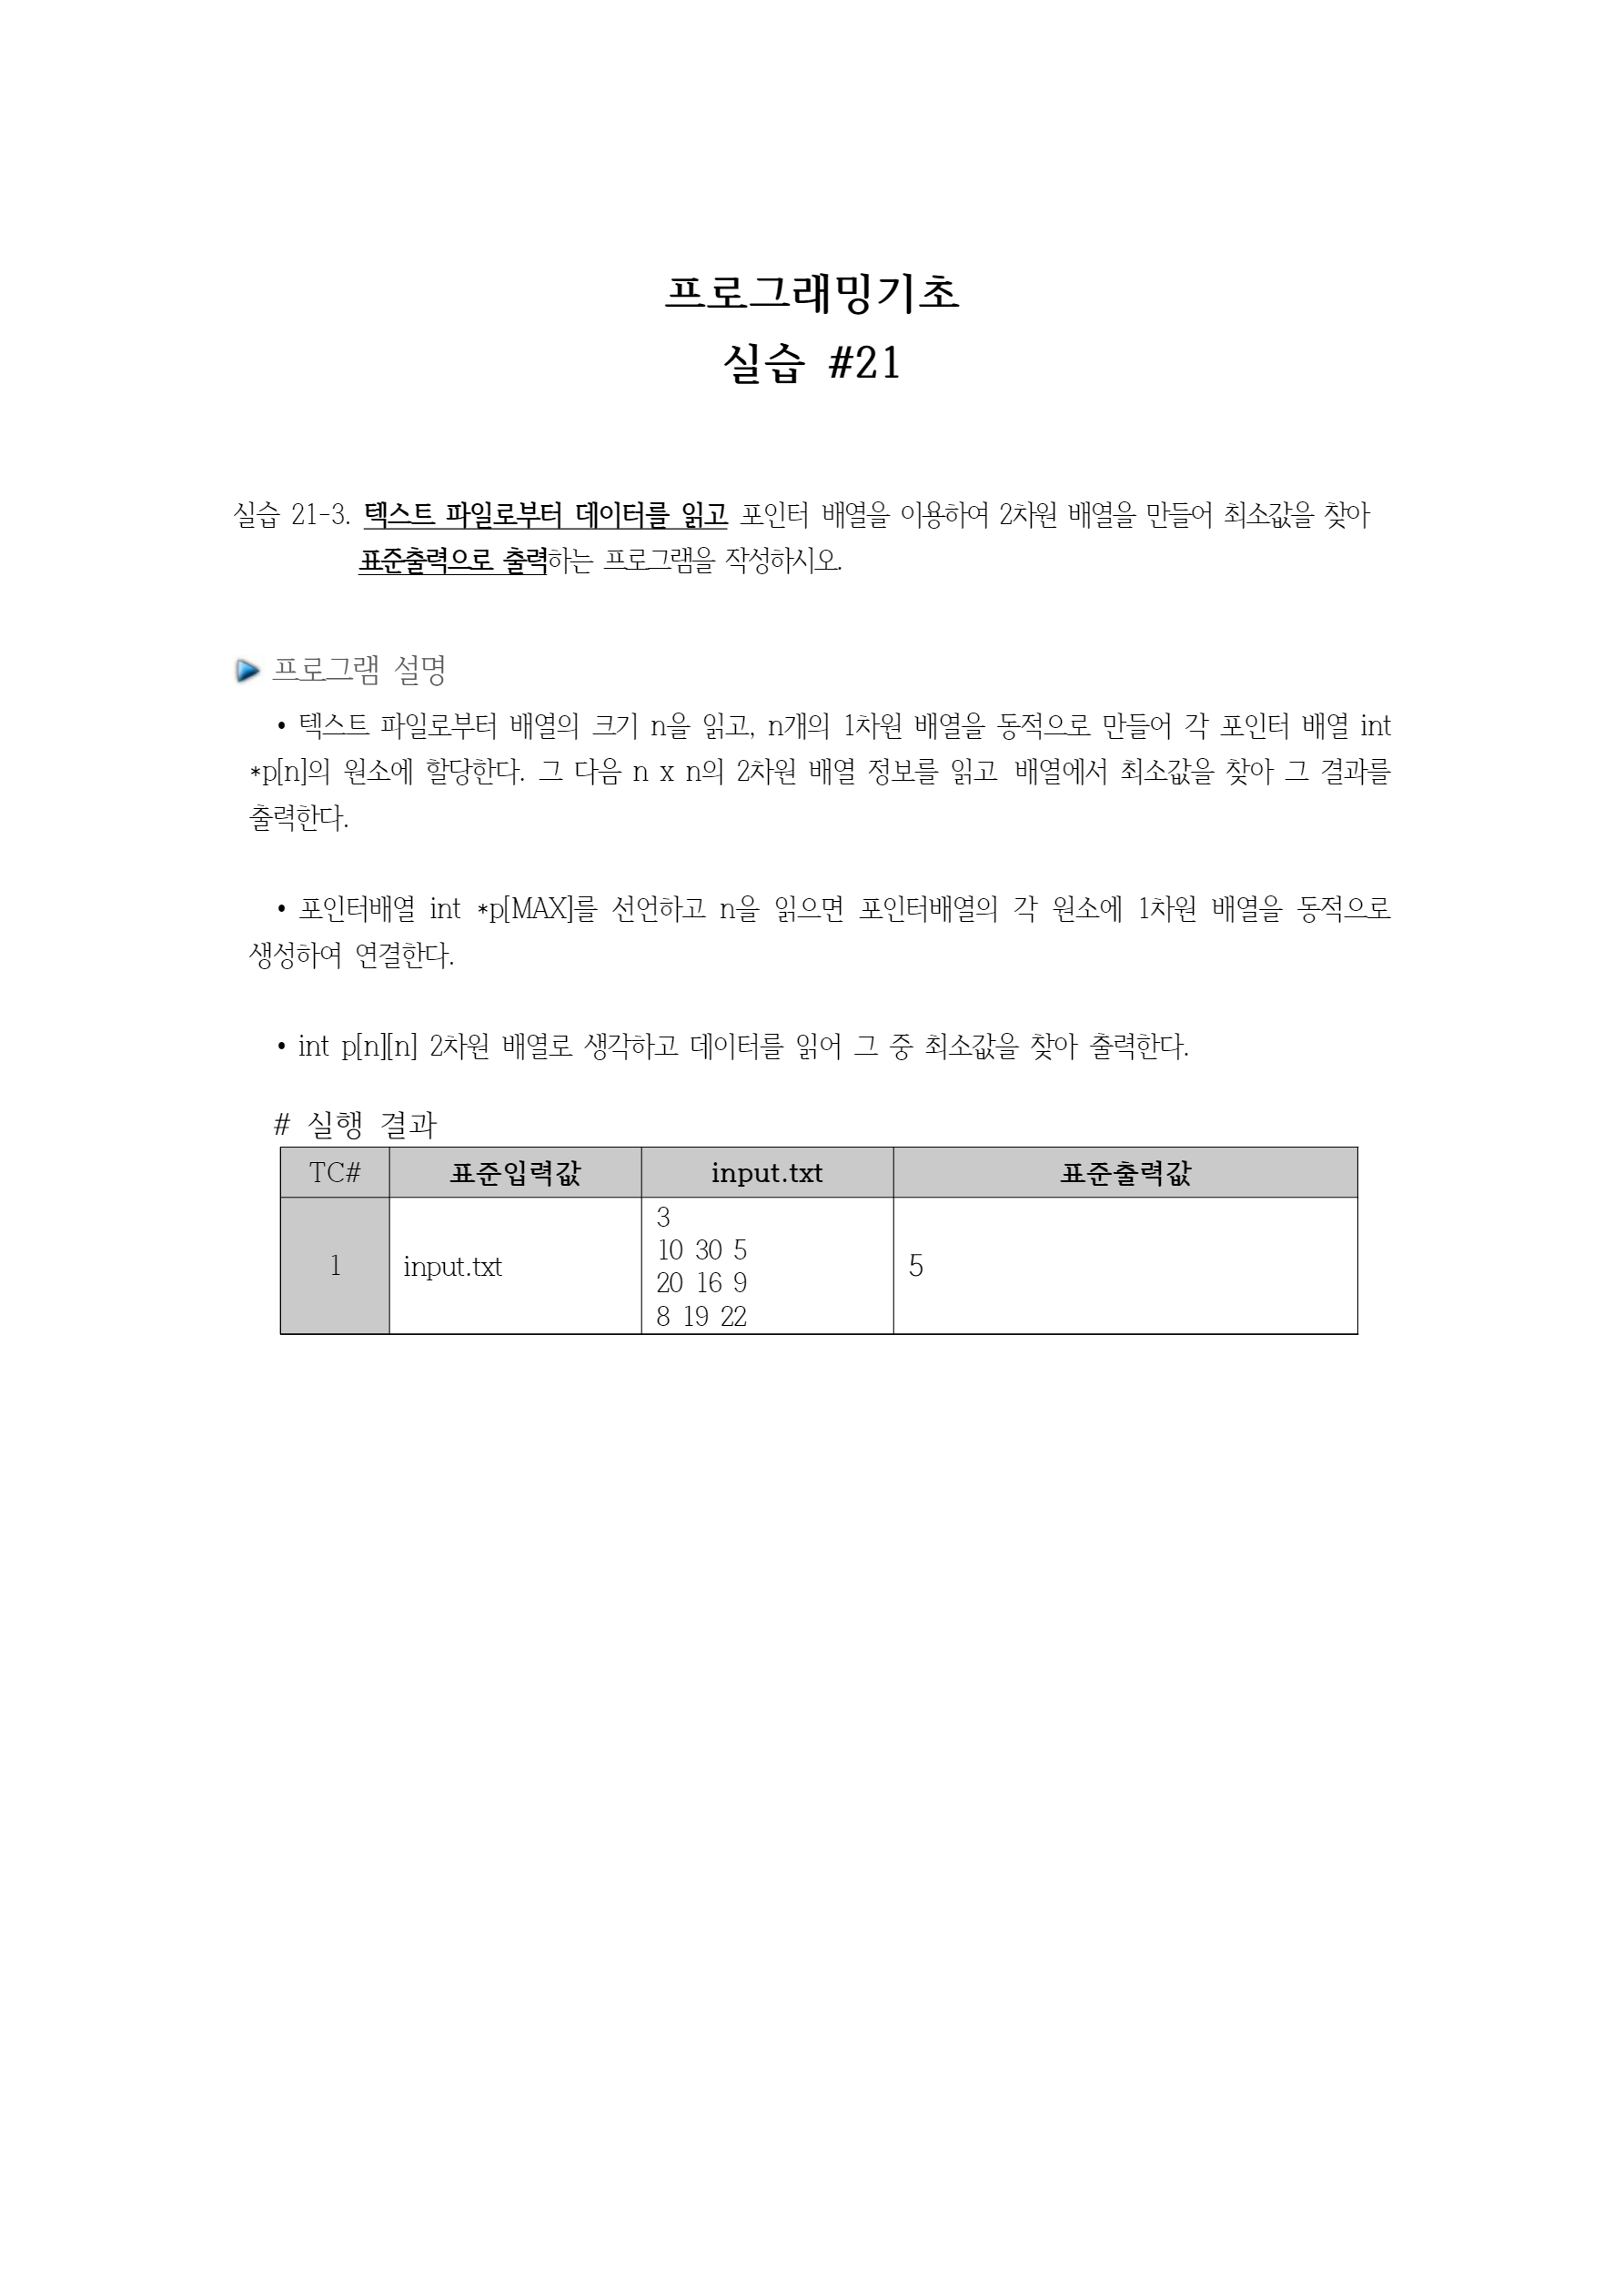 프로그래밍기초
실습 #21
실습 21-3. 텍스트 파일로부터 데이터를 읽고 포인터 배열을 이용하여 2차원 배열을 만들어 최소값을 찾아
표준출력으로 출력하는 프로그램을 작성하시오.
프로그램 설명
• 텍스트 파일로부터 배열의 크기 n을 읽고, n개의 1차원 배열을 동적으로 만들어 각 포인터 배열 int
*p[n]의 원소에 할당한다. 그 다음 n x n의 2차원 배열 정보를 읽고 배열에서 최소값을 찾아 그 결과를
출력한다.
• 포인터배열 int *p[MAX]를 선언하고 n을 읽으면 포인터배열의 각 원소에 1차원 배열을 동적으로
생성하여 연결한다.
• int p[n][n] 2차원 배열로 생각하고 데이터를 읽어 그 중 최소값을 찾아 출력한다.
# 실행 결과
TC# 표준입력값 input.txt 표준출력값
1 input.txt 3 5
10 30 5
20 16 9
8 19 22